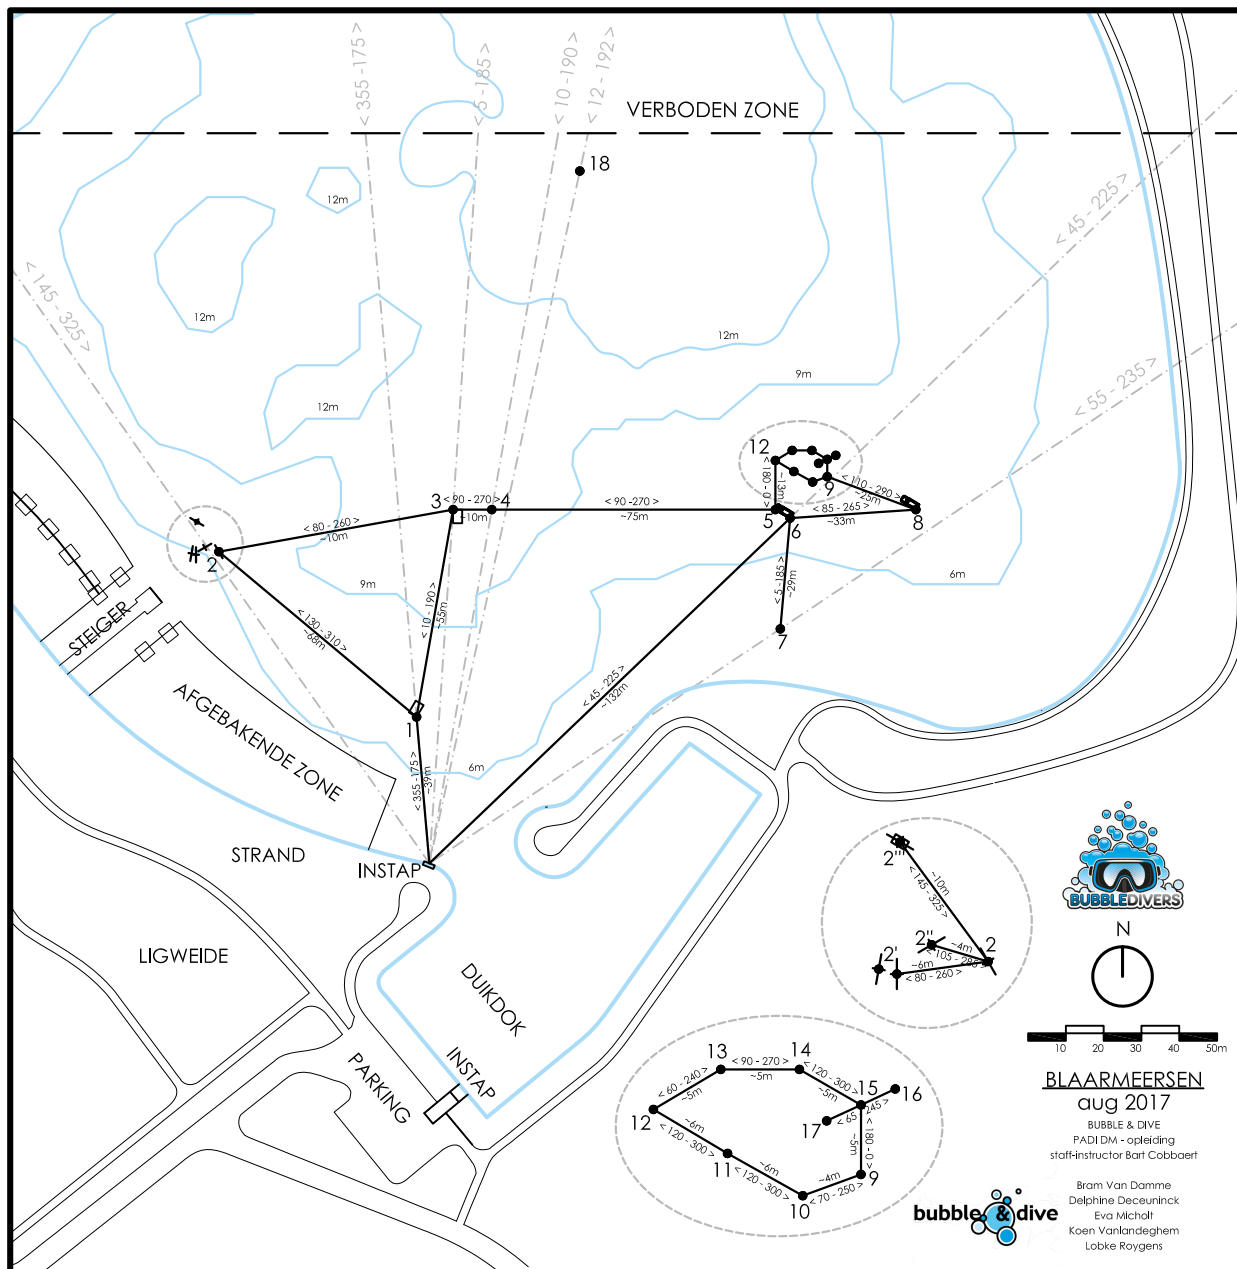 < 355 -175 >
< 5 -185 >
< 10 -190 >
< 12 - 192 >
VERBODEN ZONE
18
12m
< 45 - 225 >
< 145 - 325 >
12m
12m
9m
< 55 - 235 >
12m
12
9
< 180 - 0 >
~13m
< 110 - 290 >
~25m
3
< 90 - 270 >
4
~10m
< 90 -270 >
~75m
5
6
< 85 - 265 >
~33m
8
< 80 - 260 >
~10m
2
9m
6m
< 5 -185 >
~29m
7
< 10 - 190 >
~55m
< 130 - 310 >
~68m
STEIGER
< 45 - 225 >
~132m
AFGEBAKENDE ZONE
1
< 355 -175 >
~39m
6m
STRAND
INSTAP
LIGWEIDE
DUIKDOK
INSTAP
PARKING
2'''
~10m
< 145 - 325 >
2''
~4m
2
2'
< 105 - 285 >
~6m
< 80 - 260 >
BUBBLEDIVERS
N
10
20
30
40
50m
13
< 90 - 270 >
14
~5m
< 60 - 240 >
~5m
< 120 - 300 >
~5m
15
16
12
17
< 65 - 245 >
~6m
< 120 - 300 >
11
~5m
< 180 - 0 >
~6m
< 120 - 300 >
~4m
9
< 70 - 250 >
10
BLAARMEERSEN
aug 2017
BUBBLE & DIVE
PADI DM - opleiding
staff-instructor Bart Cobbaert
Bram Van Damme
Delphine Deceuninck
Eva Micholt
Koen Vanlandeghem
Lobke Roygens
bubble & dive